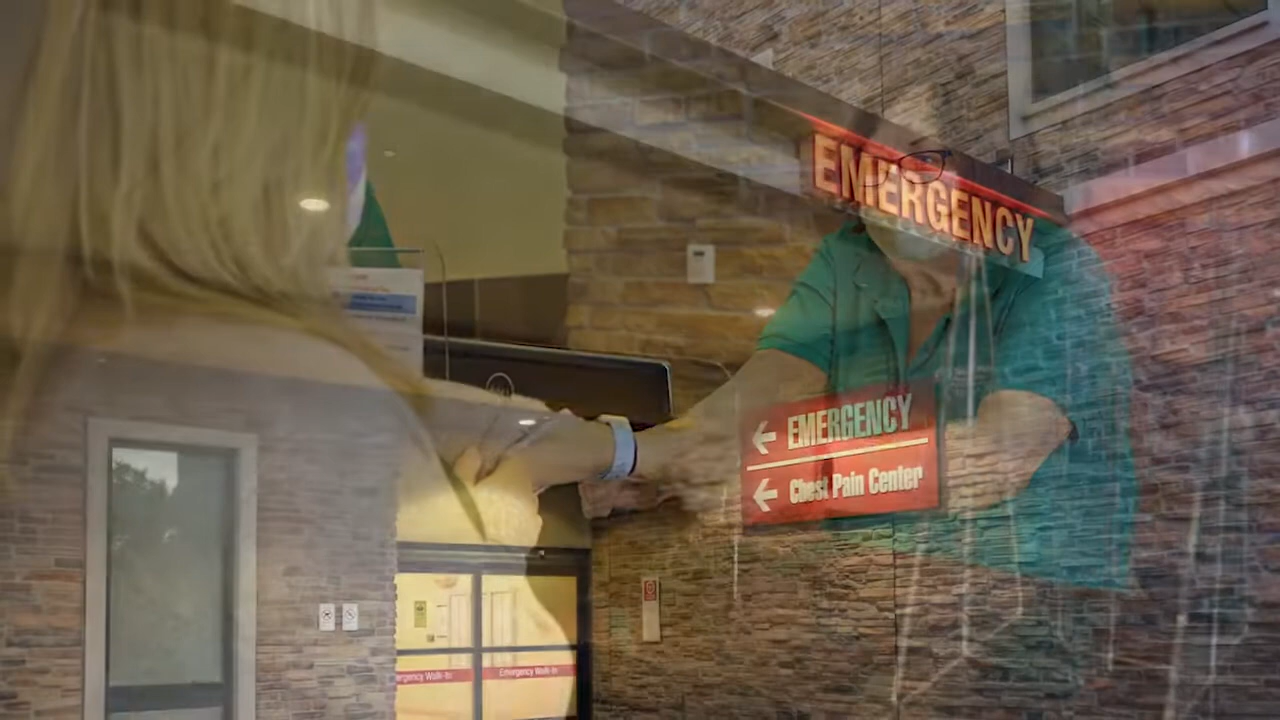 EMERGENCY
← EMERGENCY
← Chest Pain Center
Emergency Walk-In
Emergency Walk-In